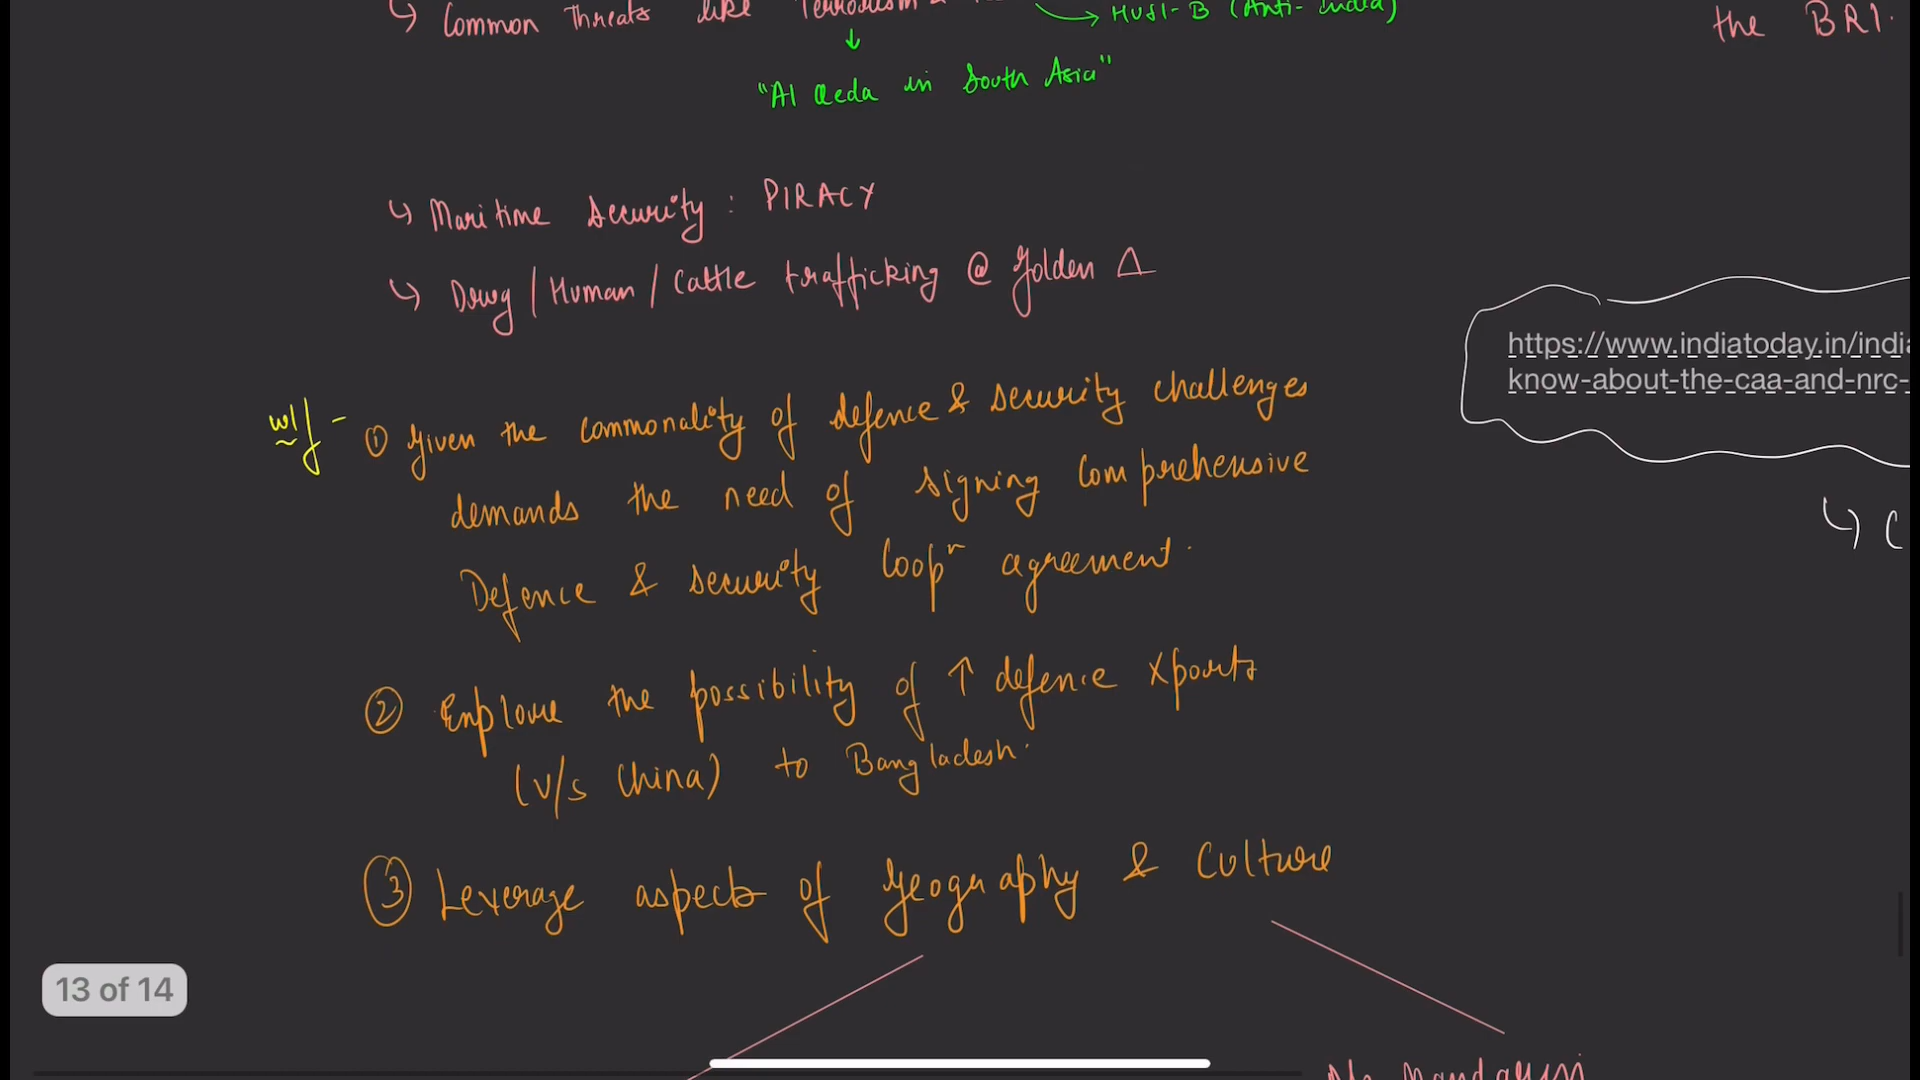 ↳ Common Threats like Terrorism
→ HUJI-B (Anti-India)
the BRI.
↓
"Al Qeda in South Asia"
↳ Maritime Security : PIRACY
↳ Drug / Human / Cattle trafficking @ Golden Δ
https://www.indiatoday.in/indi
know-about-the-caa-and-nrc-
w/f - ① Given the commonality of defence & security challenges
demands the need of signing comprehensive
Defence & security Coopⁿ agreement.
② Explore the possibility of ↑ defence Xports
(v/s China) to Bangladesh.
③ Leverage aspects of Geography & Culture
13 of 14